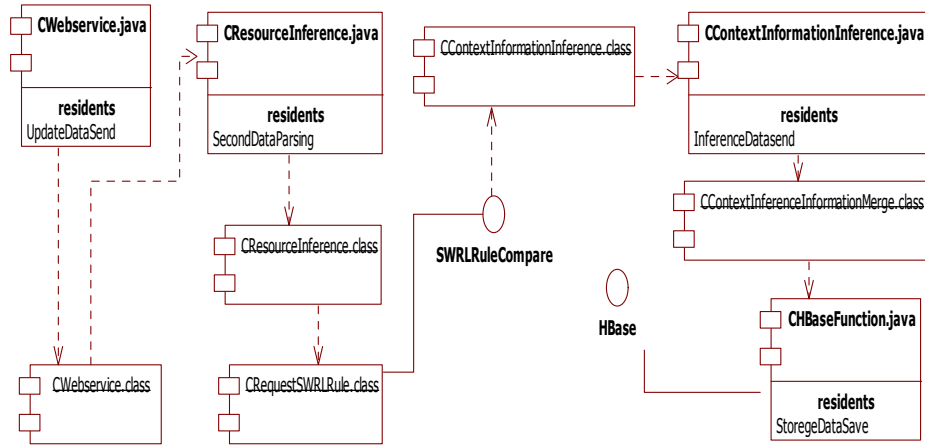 CWebservice.java
residents
UpdateDataSend
CWebservice.class
CResourceInference.java
residents
SecondDataParsing
CResourceInference.class
CRequestSWRLRule.class
CContextInformationInference.class
SWRLRuleCompare
HBase
CContextInformationInference.java
residents
InferenceDatasend
CContextInferenceInformationMerge.class
CHBaseFunction.java
residents
StoregeDataSave